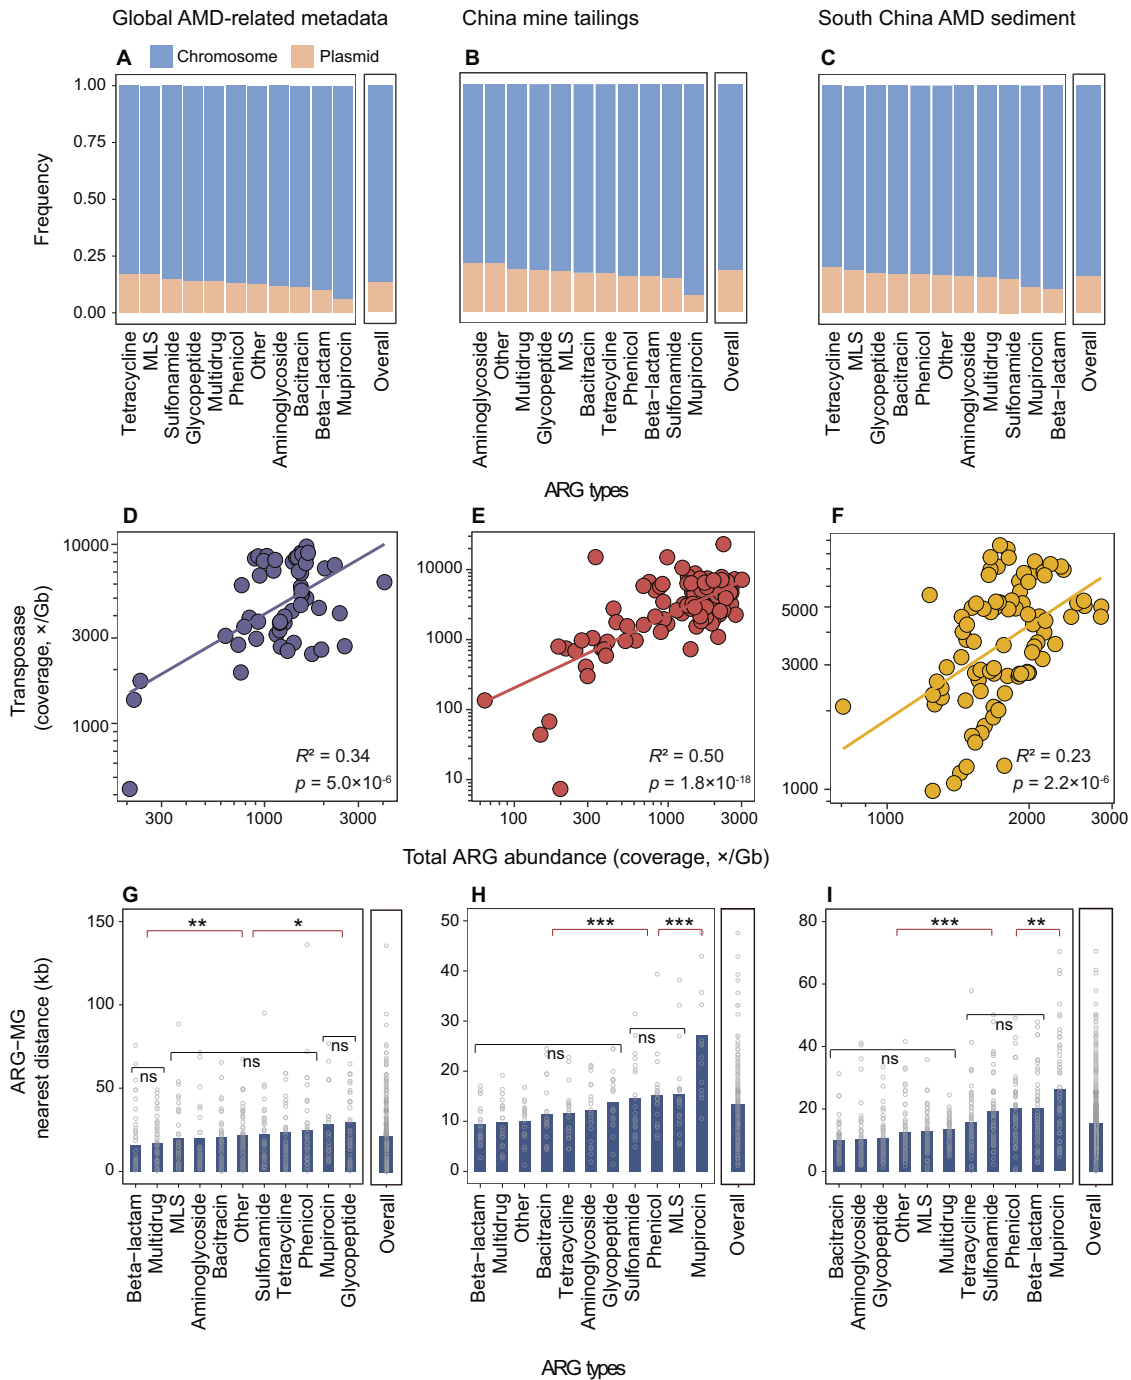 Global AMD-related metadata
China mine tailings
South China AMD sediment
A
Chromosome
Plasmid
B
C
Frequency
1.00
0.75
0.50
0.25
0.00
Tetracycline
MLS
Sulfonamide
Glycopeptide
Multidrug
Phenicol
Other
Aminoglycoside
Bacitracin
Beta−lactam
Mupirocin
Overall
Aminoglycoside
Other
Multidrug
Glycopeptide
MLS
Bacitracin
Tetracycline
Phenicol
Beta−lactam
Sulfonamide
Mupirocin
Overall
Tetracycline
MLS
Glycopeptide
Bacitracin
Phenicol
Other
Aminoglycoside
Multidrug
Sulfonamide
Mupirocin
Beta−lactam
Overall
ARG types
D
E
F
Transposase
(coverage, ×/Gb)
10000
3000
1000
300
1000
3000
R² = 0.34
p = 5.0×10⁻⁶
10000
1000
100
10
100
300
1000
3000
R² = 0.50
p = 1.8×10⁻¹⁸
5000
3000
1000
1000
2000
3000
R² = 0.23
p = 2.2×10⁻⁶
Total ARG abundance (coverage, ×/Gb)
G
H
I
ARG−MG
nearest distance (kb)
150
100
50
0
**
*
ns
ns
ns
Beta−lactam
Multidrug
MLS
Aminoglycoside
Bacitracin
Other
Sulfonamide
Tetracycline
Phenicol
Mupirocin
Glycopeptide
Overall
50
40
30
20
10
0
***
***
ns
ns
Beta−lactam
Multidrug
Other
Bacitracin
Tetracycline
Aminoglycoside
Glycopeptide
Sulfonamide
Phenicol
MLS
Mupirocin
Overall
80
60
40
20
0
***
**
ns
ns
Bacitracin
Aminoglycoside
Glycopeptide
Other
MLS
Multidrug
Tetracycline
Sulfonamide
Phenicol
Beta−lactam
Mupirocin
Overall
ARG types